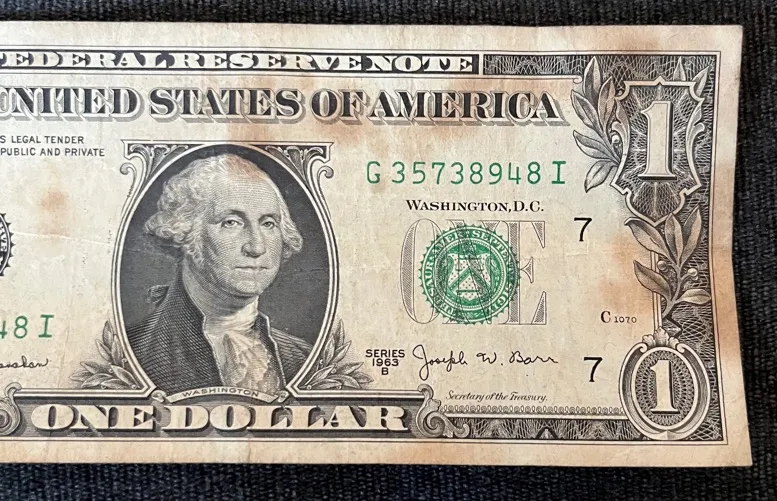 FEDERAL RESERVE NOTE
UNITED STATES OF AMERICA
S LEGAL TENDER
PUBLIC AND PRIVATE
G 35738948 I
WASHINGTON, D.C.
7
ONE
C 1070
48 I
SERIES
1963
B
Joseph W. Barr
7
Secretary of the Treasury.
WASHINGTON
ONE DOLLAR
1
1